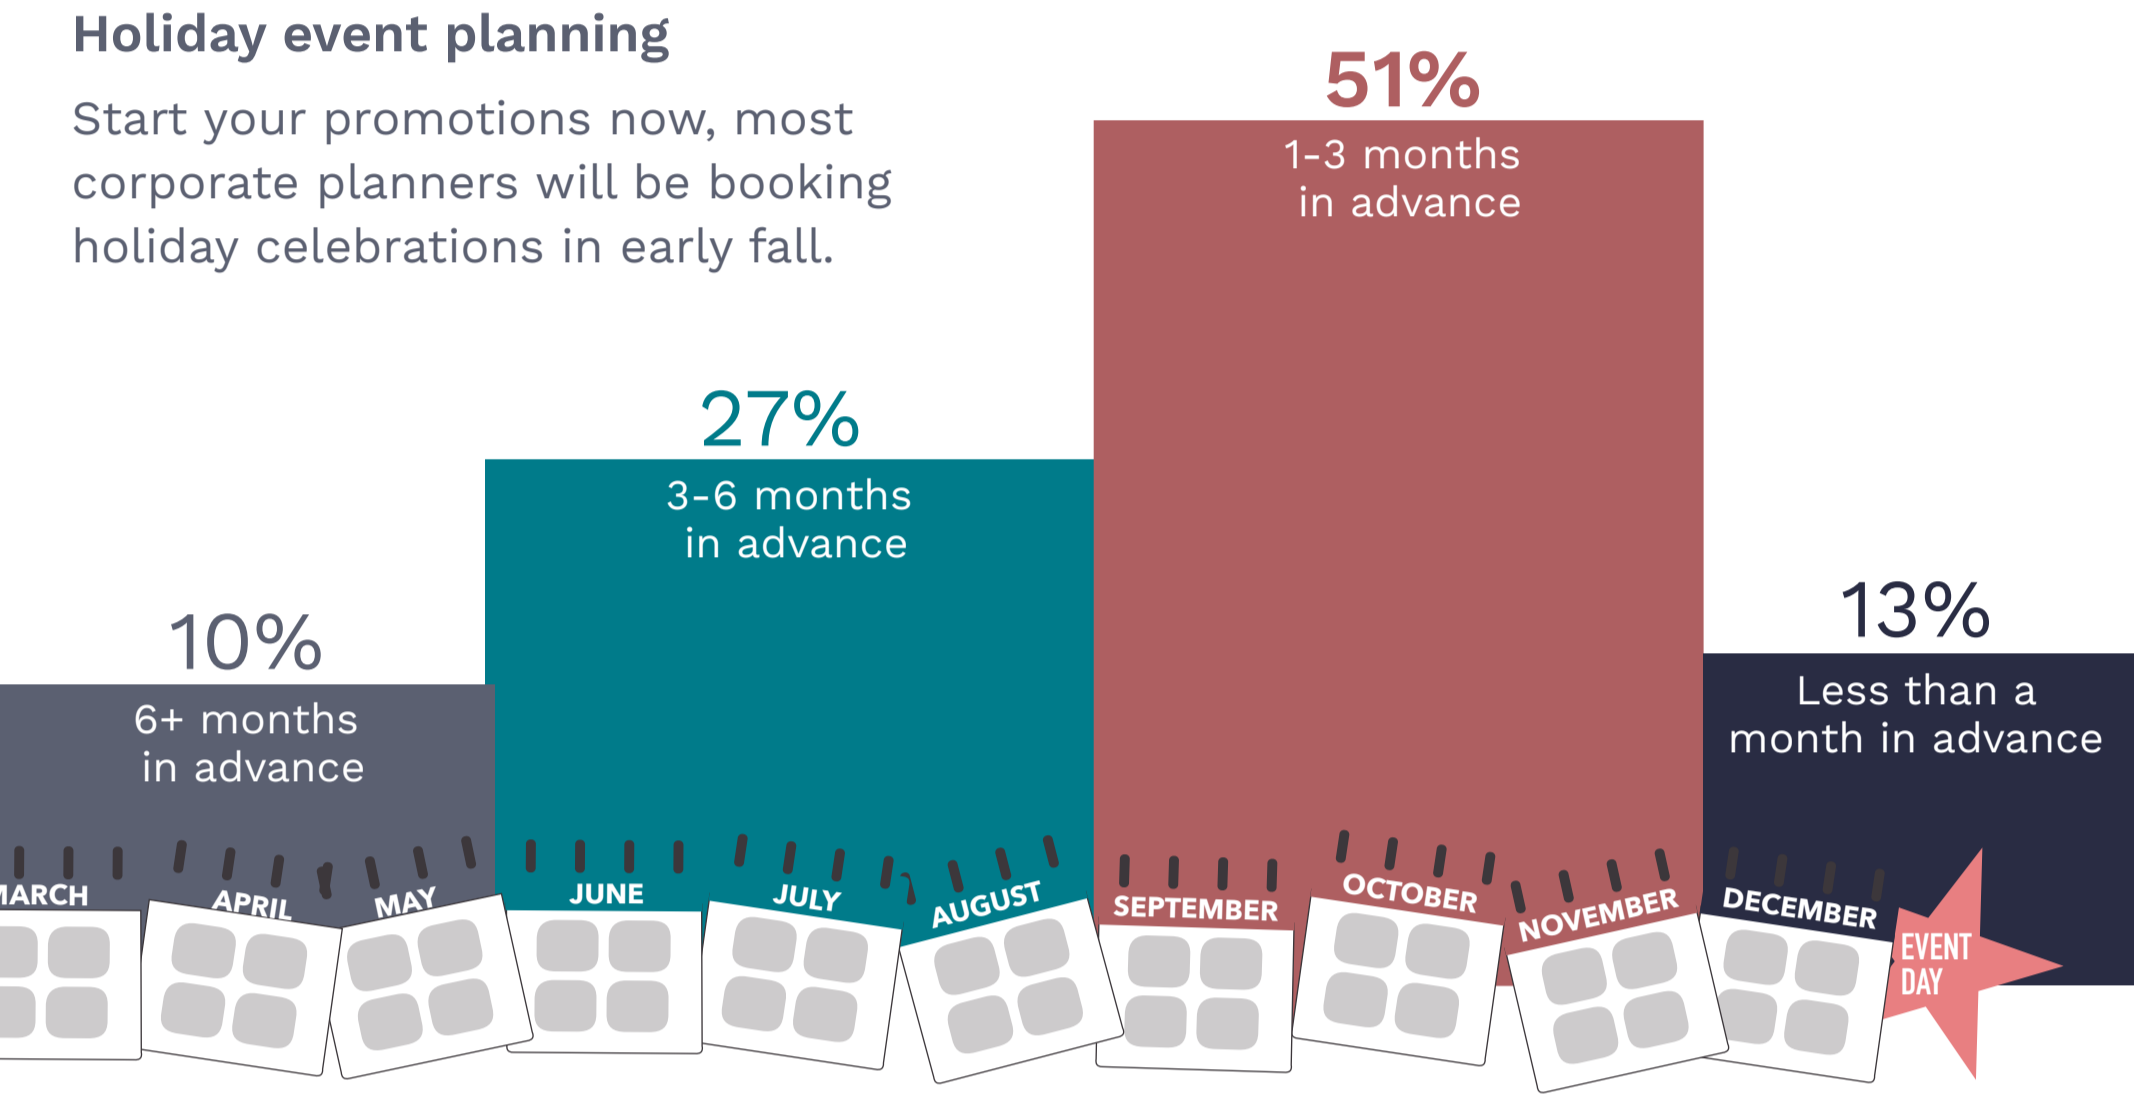 Holiday event planning
Start your promotions now, most
corporate planners will be booking
holiday celebrations in early fall.
10%
6+ months
in advance
27%
3-6 months
in advance
51%
1-3 months
in advance
13%
Less than a
month in advance
MARCH
APRIL
MAY
JUNE
JULY
AUGUST
SEPTEMBER
OCTOBER
NOVEMBER
DECEMBER
EVENT
DAY